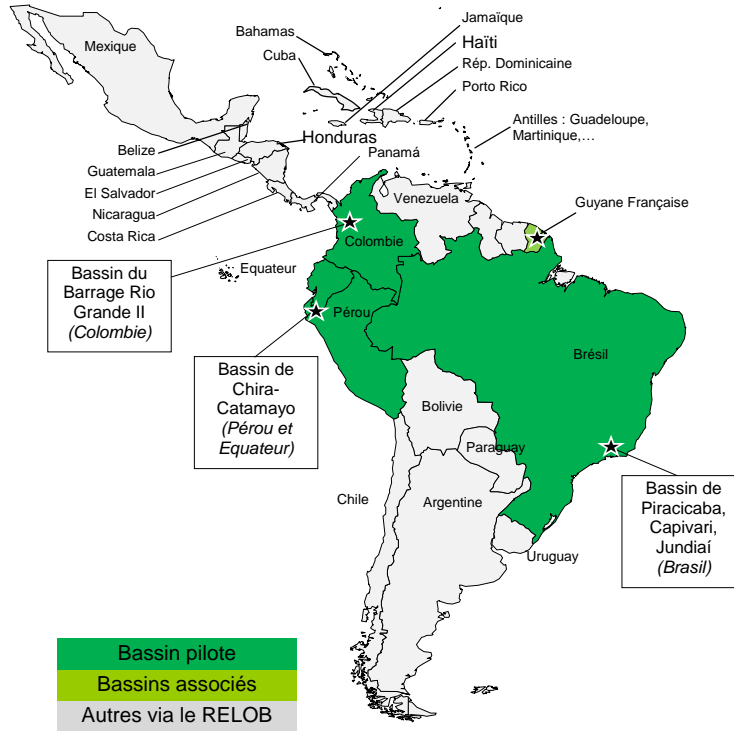 Jamaïque
Bahamas
Mexique
Haïti
Cuba
Rép. Dominicaine
Porto Rico
Antilles : Guadeloupe,
Martinique,…
Honduras
Belize
Panamá
Guatemala
El Salvador
Venezuela
Nicaragua
Guyane Française
Costa Rica
Colombie
Bassin du
Barrage Rio
Grande II
(Colombie)
Equateur
Pérou
Brésil
Bassin de
Chira-
Catamayo
(Pérou et
Equateur)
Bolivie
Paraguay
Chile
Argentine
Bassin de
Piracicaba,
Capivari,
Jundiaí
(Brasil)
Uruguay
Bassin pilote
Bassins associés
Autres via le RELOB